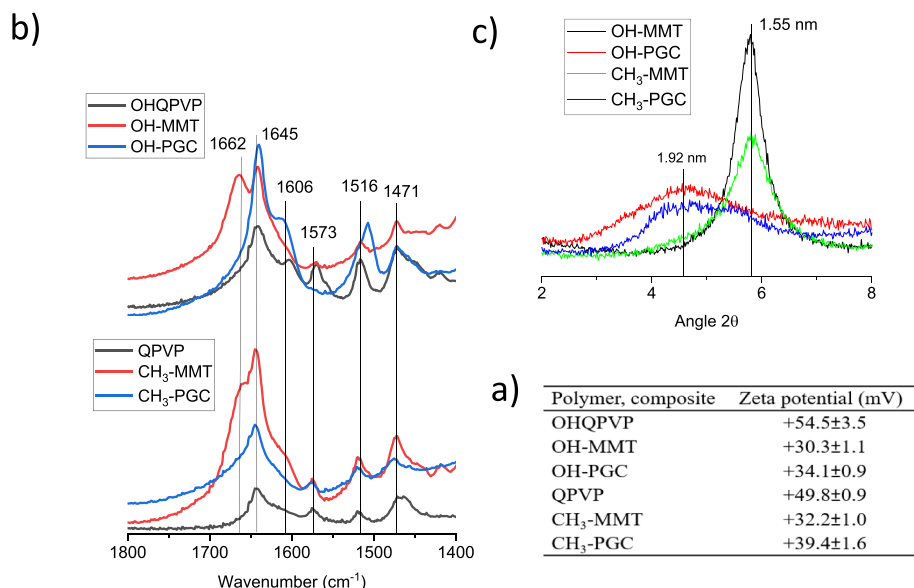 b)
OHQPVP
OH-MMT
OH-PGC
1662
1645
1606
1573
1516
1471
QPVP
CH₃-MMT
CH₃-PGC
1800
1700
1600
1500
1400
Wavenumber (cm⁻¹)
c)
OH-MMT
OH-PGC
CH₃-MMT
CH₃-PGC
1.55 nm
1.92 nm
2
4
6
8
Angle 2θ
a)
Polymer, composite Zeta potential (mV)
OHQPVP +54.5±3.5
OH-MMT +30.3±1.1
OH-PGC +34.1±0.9
QPVP +49.8±0.9
CH₃-MMT +32.2±1.0
CH₃-PGC +39.4±1.6